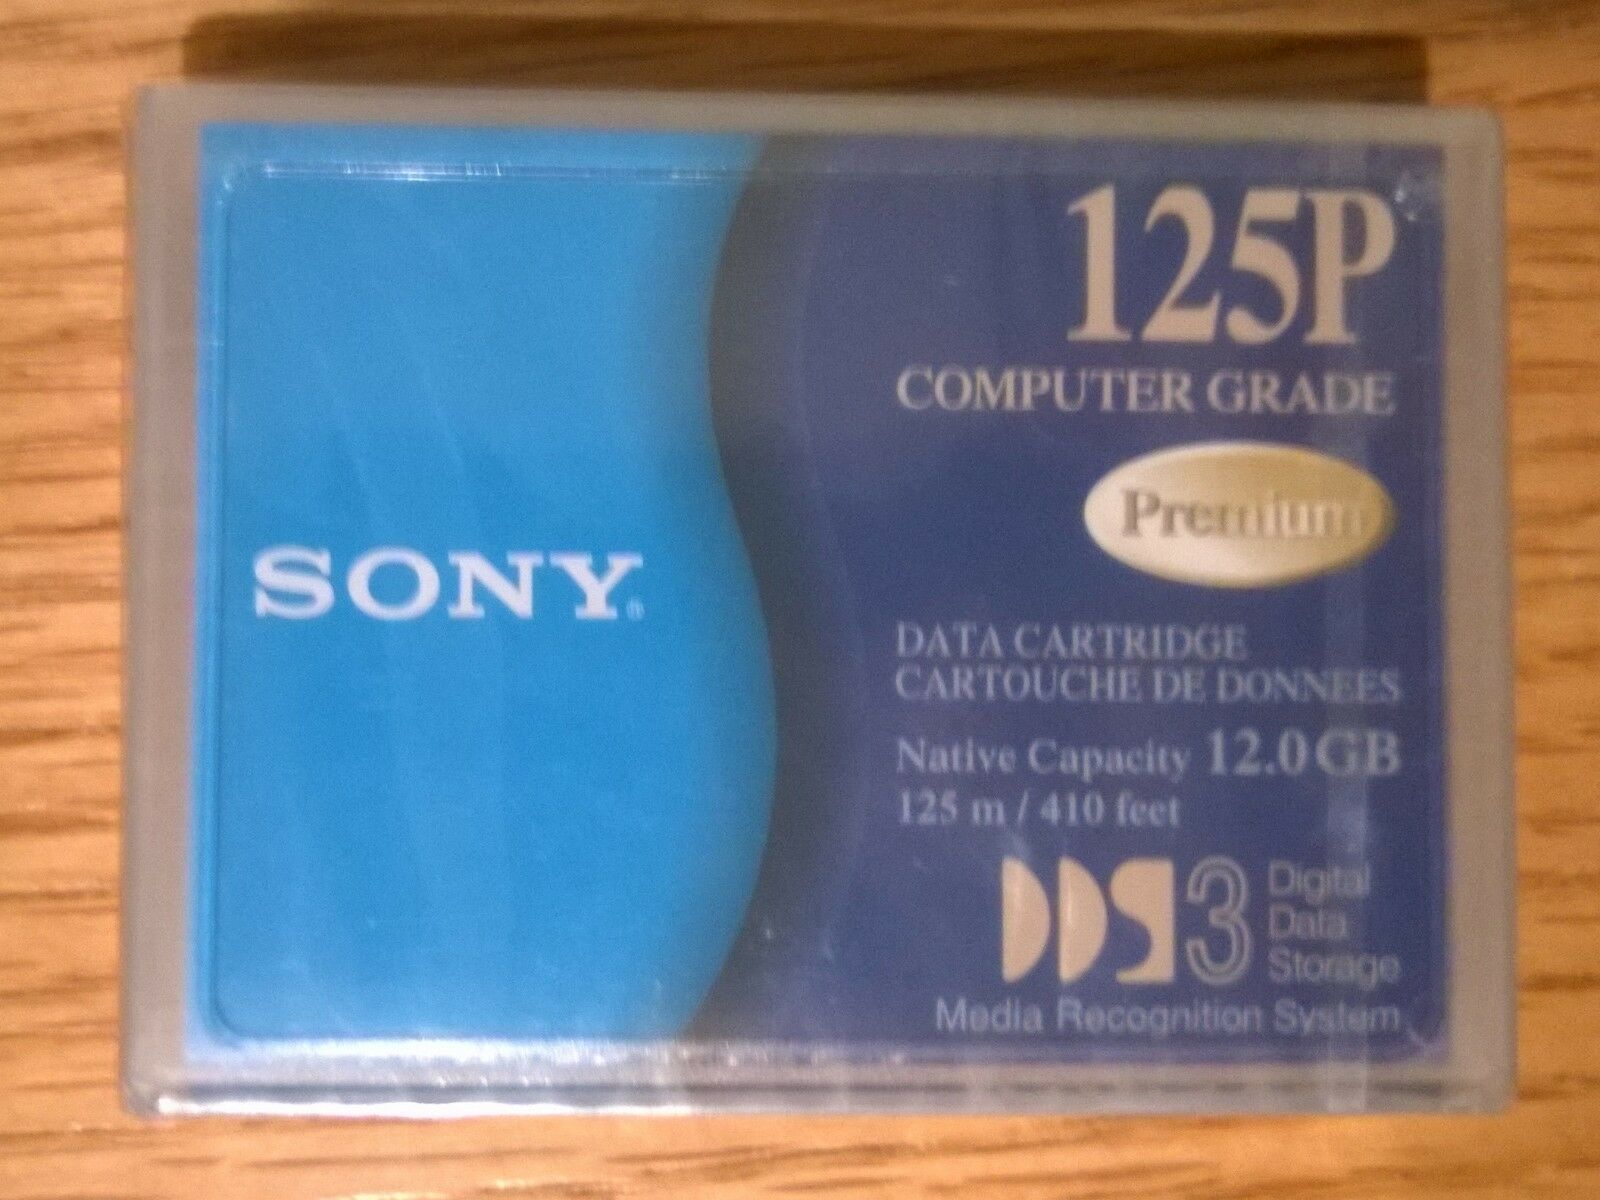 125P
COMPUTER GRADE
Premium
SONY®
DATA CARTRIDGE
CARTOUCHE DE DONNEES
Native Capacity 12.0GB
125 m / 410 feet
DDS3 Digital
Data
Storage
Media Recognition System